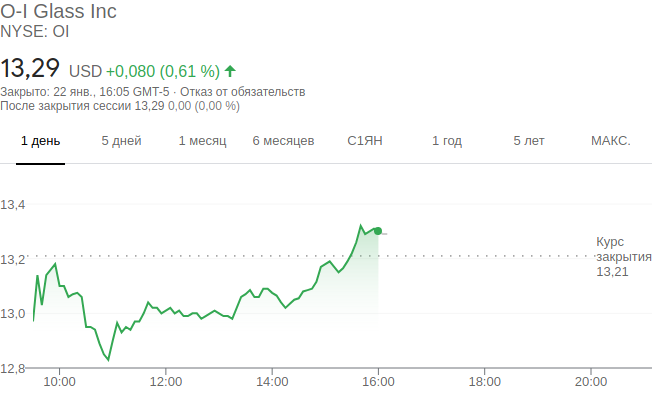 O-I Glass Inc
NYSE: OI
13,29 USD +0,080 (0,61 %)
Закрыто: 22 янв., 16:05 GMT-5 · Отказ от обязательств
После закрытия сессии 13,29 0,00 (0,00 %)
1 день 5 дней 1 месяц 6 месяцев С1ЯН 1 год 5 лет МАКС.
13,4
Курс
закрытия
13,21
13,2
13,0
12,8
10:00 12:00 14:00 16:00 18:00 20:00